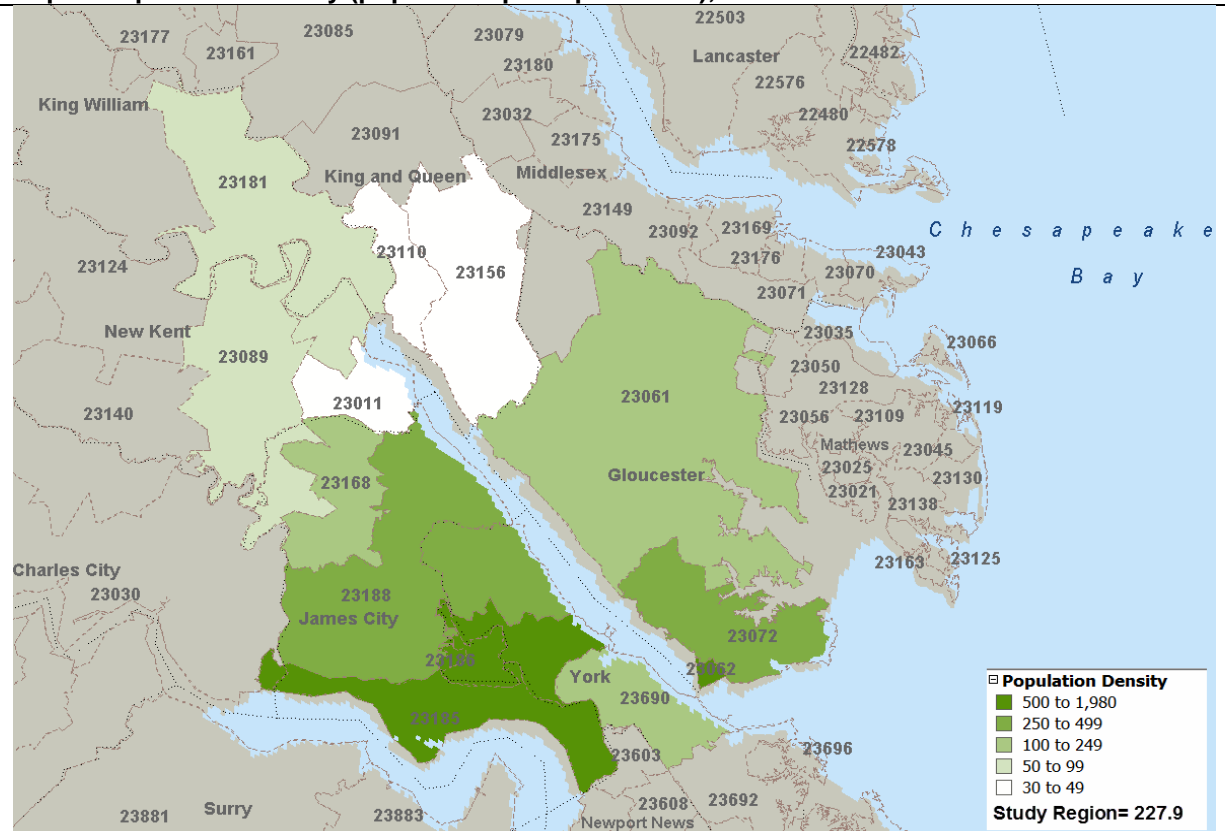 22503
23177
23085
23079
23161
Lancaster
22482
23180
22576
King William
23032
22480
23091
23175
22578
King and Queen
Middlesex
23181
23149
23169
23092
C h e s a p e a k e
23110
23176
23043
23124
23156
23070
B a y
23071
New Kent
23035
23066
23089
23050
23128
23061
23011
23119
23140
23056
23109
Mathews
23045
23025
Gloucester
23130
23168
23021
23138
23163
23125
Charles City
23030
23188
James City
23072
23186
23062
York
23690
23185
23603
23696
23608
23692
Surry
23881
23883
Newport News
Population Density
500 to 1,980
250 to 499
100 to 249
50 to 99
30 to 49
Study Region= 227.9